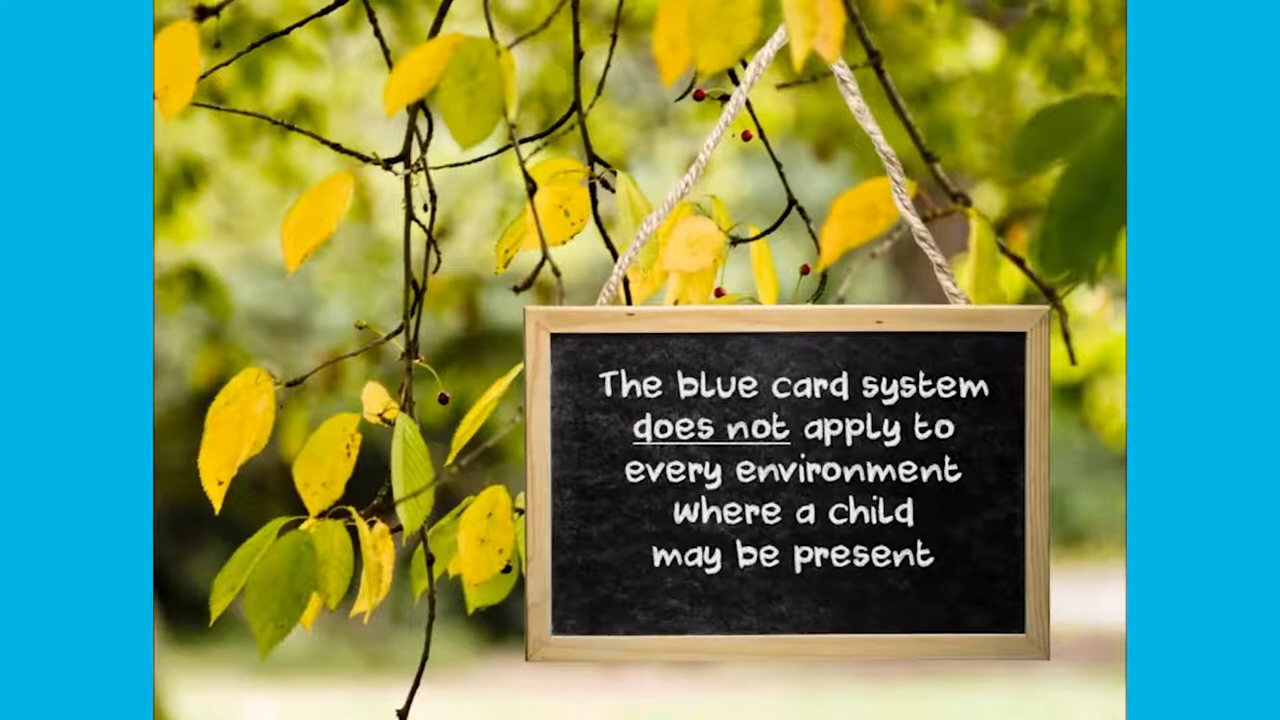 The blue card system
does not apply to
every environment
where a child
may be present